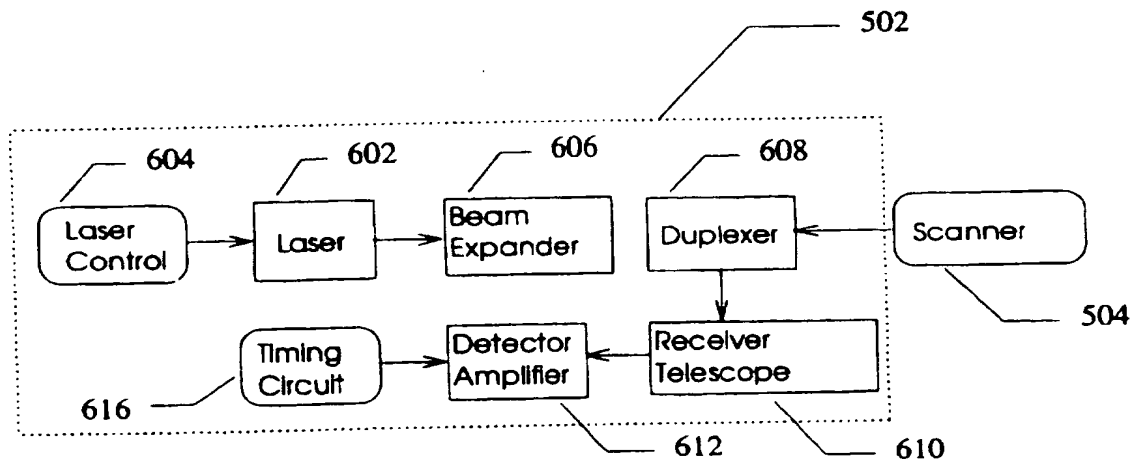 502
604
602
606
608
Laser
Control
Laser
Beam
Expander
Duplexer
Scanner
504
Timing
Circuit
Detector
Amplifier
Receiver
Telescope
616
612
610